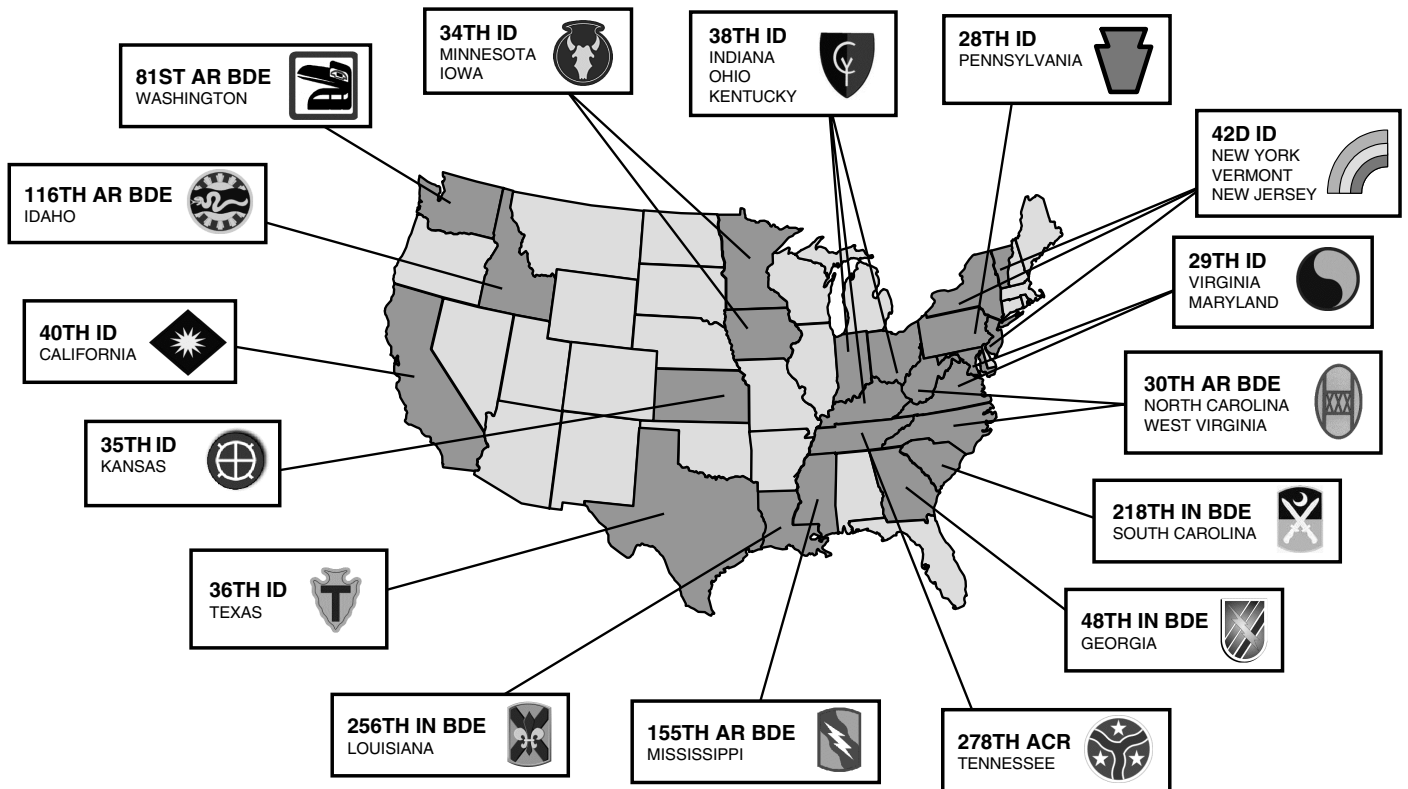 34TH ID
MINNESOTA
IOWA
38TH ID
INDIANA
OHIO
KENTUCKY
28TH ID
PENNSYLVANIA
81ST AR BDE
WASHINGTON
42D ID
NEW YORK
VERMONT
NEW JERSEY
116TH AR BDE
IDAHO
29TH ID
VIRGINIA
MARYLAND
40TH ID
CALIFORNIA
30TH AR BDE
NORTH CAROLINA
WEST VIRGINIA
35TH ID
KANSAS
218TH IN BDE
SOUTH CAROLINA
36TH ID
TEXAS
T
48TH IN BDE
GEORGIA
256TH IN BDE
LOUISIANA
155TH AR BDE
MISSISSIPPI
278TH ACR
TENNESSEE